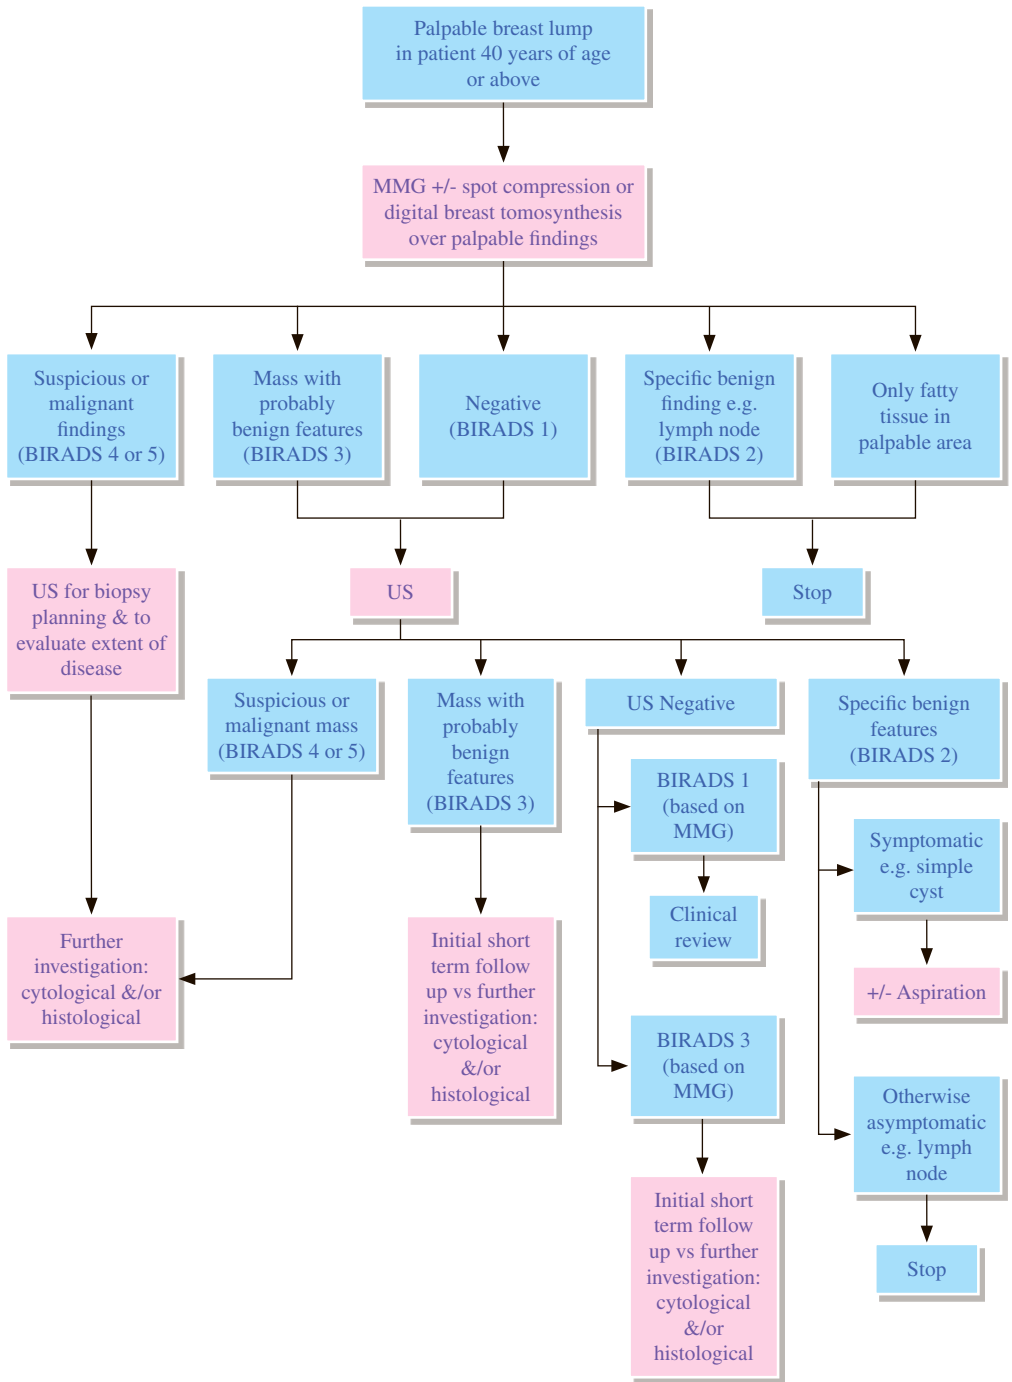 Palpable breast lump
in patient 40 years of age
or above
MMG +/- spot compression or
digital breast tomosynthesis
over palpable findings
Suspicious or
malignant
findings
(BIRADS 4 or 5)
Mass with
probably
benign features
(BIRADS 3)
Negative
(BIRADS 1)
Specific benign
finding e.g.
lymph node
(BIRADS 2)
Only fatty
tissue in
palpable area
US for biopsy
planning & to
evaluate extent of
disease
US
Stop
Suspicious or
malignant mass
(BIRADS 4 or 5)
Mass with
probably
benign
features
(BIRADS 3)
US Negative
Specific benign
features
(BIRADS 2)
BIRADS 1
(based on
MMG)
Symptomatic
e.g. simple
cyst
Clinical
review
Further
investigation:
cytological &/or
histological
Initial short
term follow
up vs further
investigation:
cytological
&/or
histological
+/- Aspiration
BIRADS 3
(based on
MMG)
Otherwise
asymptomatic
e.g. lymph
node
Initial short
term follow
up vs further
investigation:
cytological
&/or
histological
Stop